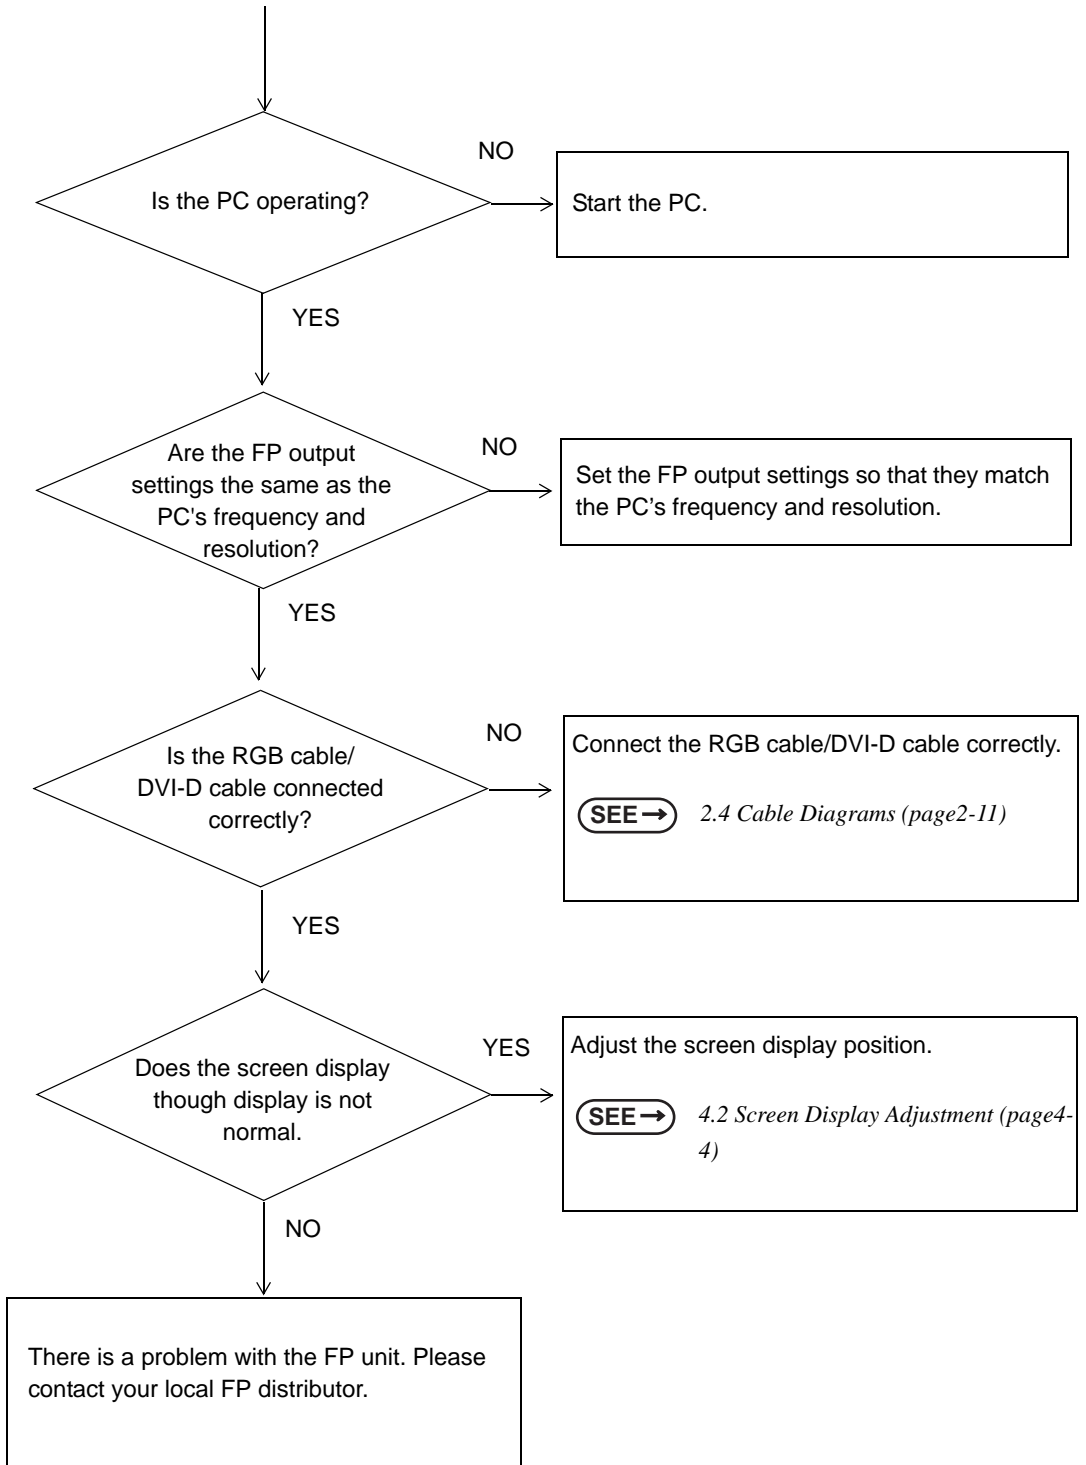 Is the PC operating?
NO
Start the PC.
YES
Are the FP output
settings the same as the
PC's frequency and
resolution?
NO
Set the FP output settings so that they match
the PC’s frequency and resolution.
YES
Is the RGB cable/
DVI-D cable connected
correctly?
NO
Connect the RGB cable/DVI-D cable correctly.
SEE→ 2.4 Cable Diagrams (page2-11)
YES
Does the screen display
though display is not
normal.
YES
Adjust the screen display position.
SEE→ 4.2 Screen Display Adjustment (page4-
4)
NO
There is a problem with the FP unit. Please
contact your local FP distributor.